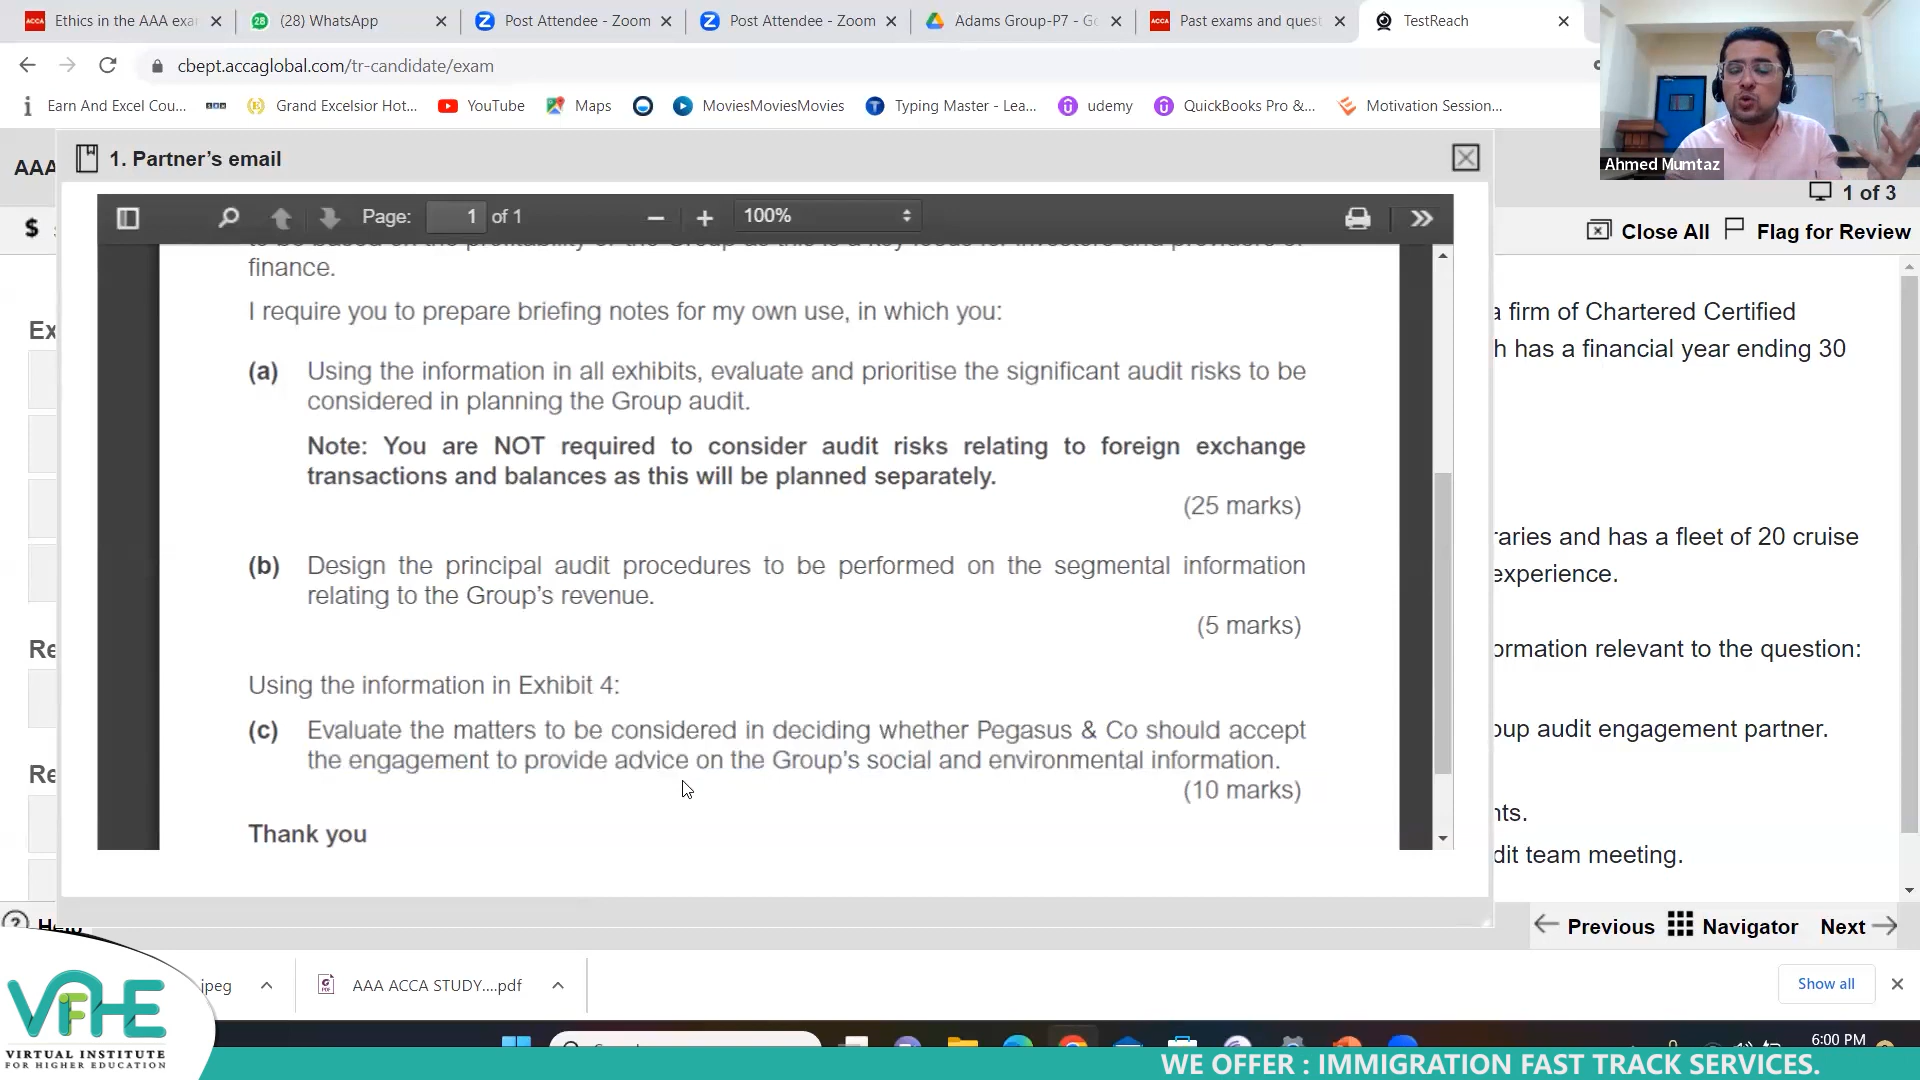 Ethics in the AAA exa
(28) WhatsApp
Post Attendee - Zoom
Post Attendee - Zoom
Adams Group-P7 - G
Past exams and quest
TestReach
cbept.accaglobal.com/tr-candidate/exam
Earn And Excel Cou...
Grand Excelsior Hot...
YouTube
Maps
MoviesMoviesMovies
Typing Master - Lea...
udemy
QuickBooks Pro &...
Motivation Session...
Ahmed Mumtaz
AAA
1. Partner's email
1 of 3
$
Page: 1 of 1
100%
Close All
Flag for Review
finance.
I require you to prepare briefing notes for my own use, in which you:
(a) Using the information in all exhibits, evaluate and prioritise the significant audit risks to be
considered in planning the Group audit.
Note: You are NOT required to consider audit risks relating to foreign exchange
transactions and balances as this will be planned separately.
(25 marks)
(b) Design the principal audit procedures to be performed on the segmental information
relating to the Group's revenue.
(5 marks)
Using the information in Exhibit 4:
(c) Evaluate the matters to be considered in deciding whether Pegasus & Co should accept
the engagement to provide advice on the Group's social and environmental information.
(10 marks)
Thank you
Ex
Re
Re
a firm of Chartered Certified
h has a financial year ending 30
raries and has a fleet of 20 cruise
experience.
ormation relevant to the question:
oup audit engagement partner.
nts.
dit team meeting.
Help
Previous
Navigator
Next
jpeg
AAA ACCA STUDY....pdf
Show all
6:00 PM
VFHE
VIRTUAL INSTITUTE
FOR HIGHER EDUCATION
WE OFFER : IMMIGRATION FAST TRACK SERVICES.